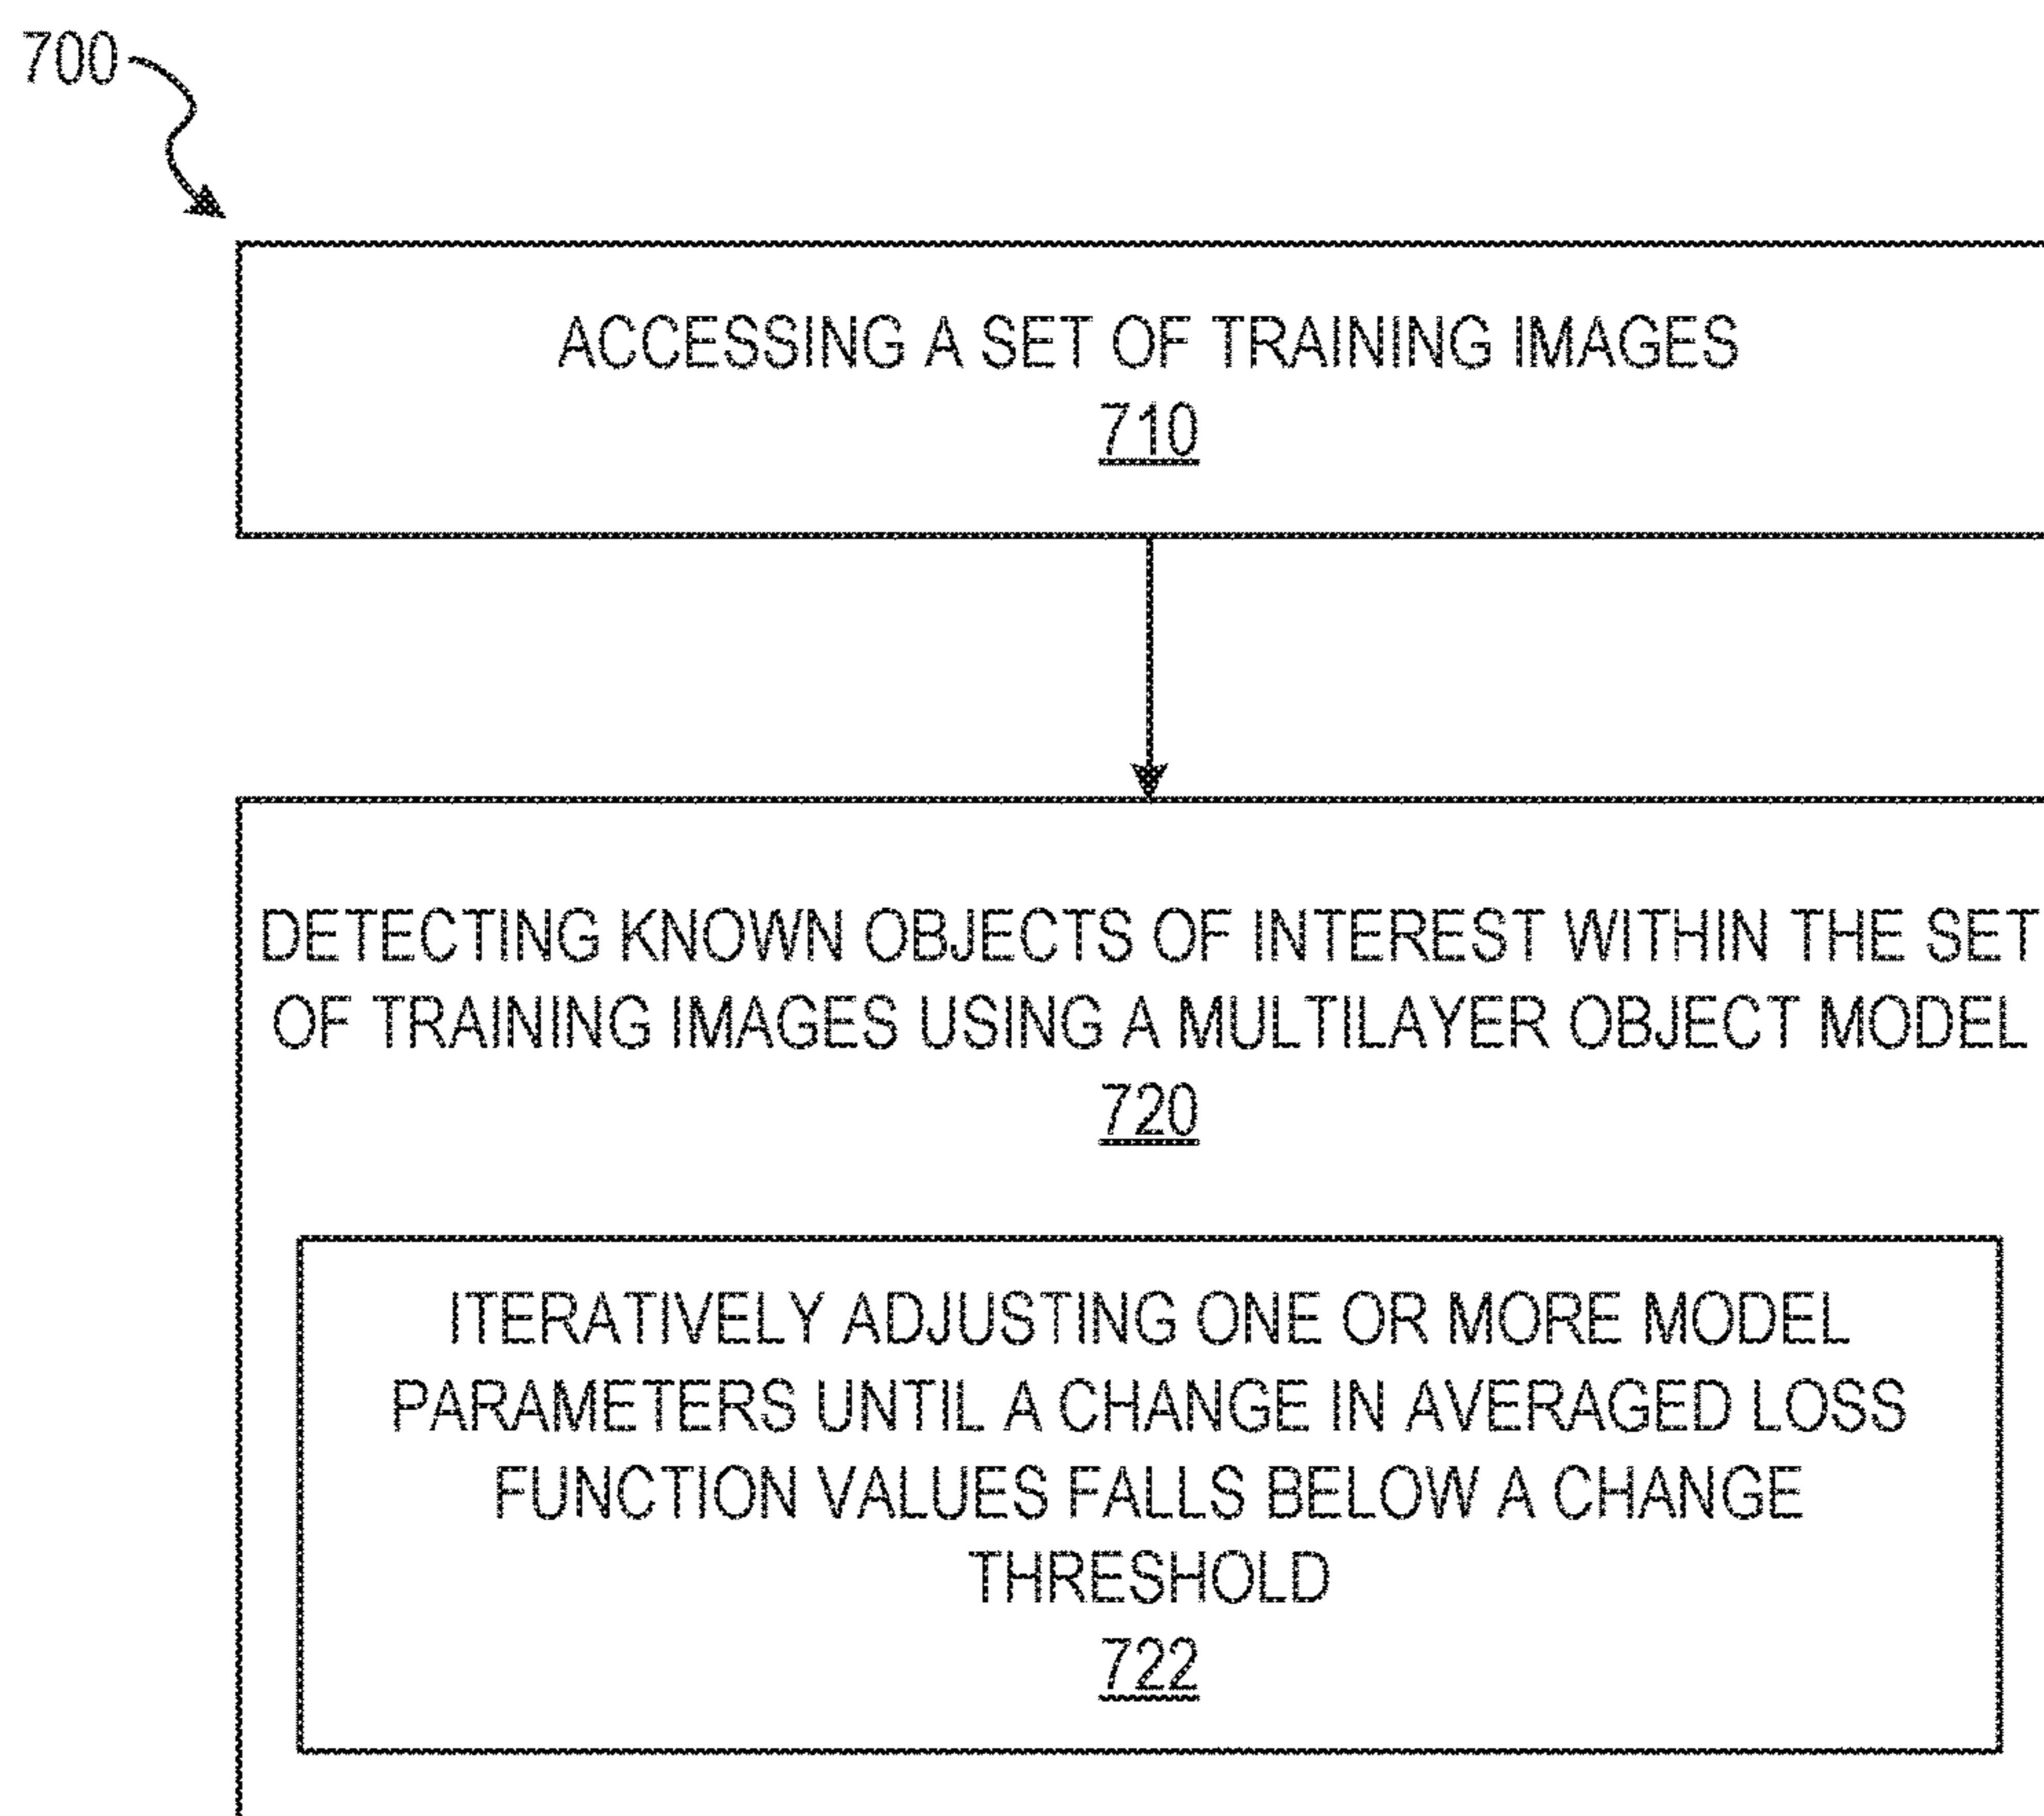 700
ACCESSING A SET OF TRAINING IMAGES
710
DETECTING KNOWN OBJECTS OF INTEREST WITHIN THE SET
OF TRAINING IMAGES USING A MULTILAYER OBJECT MODEL
720
ITERATIVELY ADJUSTING ONE OR MORE MODEL
PARAMETERS UNTIL A CHANGE IN AVERAGED LOSS
FUNCTION VALUES FALLS BELOW A CHANGE
THRESHOLD
722